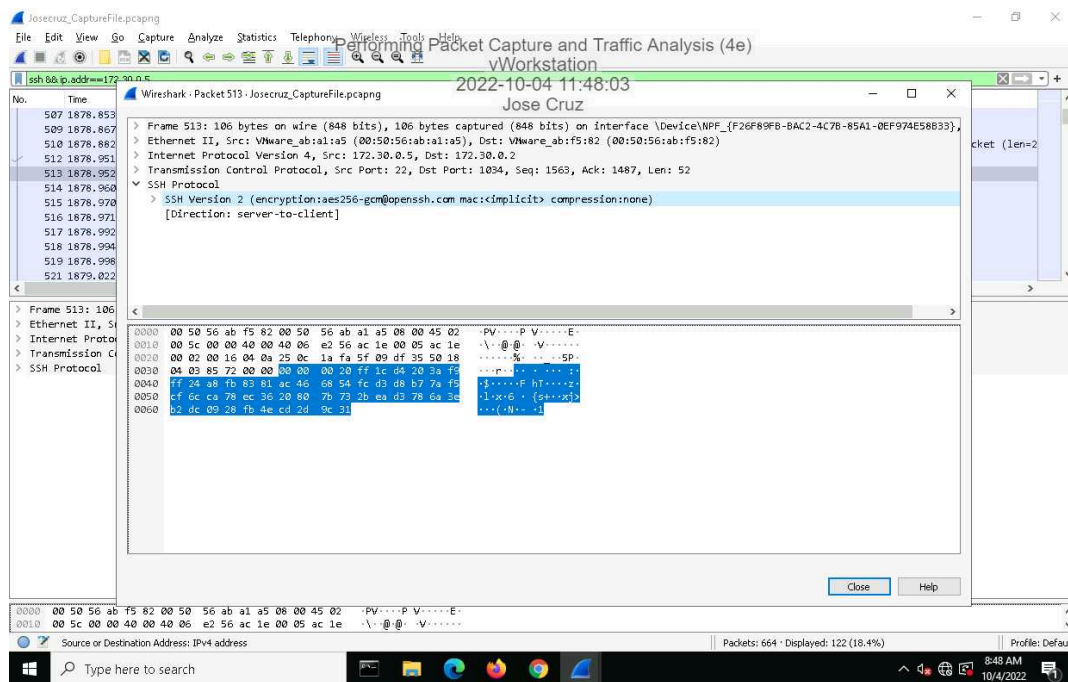 Josecruz_CaptureFile.pcapng
File Edit View Go Capture Analyze Statistics Telephony Wireless Tools Help
Performing Packet Capture and Traffic Analysis (4e)
vWorkstation
2022-10-04 11:48:03
Jose Cruz
ssh && ip.addr==172.30.0.5
No. Time
507 1878.853
509 1878.867
510 1878.882
512 1878.951
513 1878.952
514 1878.960
515 1878.970
516 1878.971
517 1878.992
518 1878.994
519 1878.998
521 1879.022
cket (len=2
Wireshark · Packet 513 · Josecruz_CaptureFile.pcapng
Frame 513: 106 bytes on wire (848 bits), 106 bytes captured (848 bits) on interface \Device\NPF_{F26F89FB-BAC2-4C7B-85A1-0EF974E58B33},
Ethernet II, Src: VMware_ab:a1:a5 (00:50:56:ab:a1:a5), Dst: VMware_ab:f5:82 (00:50:56:ab:f5:82)
Internet Protocol Version 4, Src: 172.30.0.5, Dst: 172.30.0.2
Transmission Control Protocol, Src Port: 22, Dst Port: 1034, Seq: 1563, Ack: 1487, Len: 52
SSH Protocol
SSH Version 2 (encryption:aes256-gcm@openssh.com mac:<implicit> compression:none)
[Direction: server-to-client]
Frame 513: 106
Ethernet II, S
Internet Proto
Transmission C
SSH Protocol
0000 00 50 56 ab f5 82 00 50 56 ab a1 a5 08 00 45 02 ·PV····P V·····E·
0010 00 5c 00 00 40 00 40 06 e2 56 ac 1e 00 05 ac 1e ·\··@·@· ·V······
0020 00 02 00 16 04 0a 25 0c 1a fa 5f 09 df 35 50 18 ······%· ··_··5P·
0030 04 03 85 72 00 00 00 00 00 20 ff 1c d4 20 3a f9 ···r···· · ··· :·
0040 ff 24 a8 fb 83 81 ac 46 68 54 fc d3 d8 b7 7a f5 ·$·····F hT····z·
0050 cf 6c ca 78 ec 36 20 80 7b 73 2b ea d3 78 6a 3e ·l·x·6 · {s+··xj>
0060 b2 dc 09 28 fb 4e cd 2d 9c 31 ···(·N·- ·1
Close Help
0000 00 50 56 ab f5 82 00 50 56 ab a1 a5 08 00 45 02 ·PV····P V·····E·
0010 00 5c 00 00 40 00 40 06 e2 56 ac 1e 00 05 ac 1e ·\··@·@· ·V······
Source or Destination Address: IPv4 address
Packets: 664 · Displayed: 122 (18.4%)
Profile: Defau
Type here to search
8:48 AM
10/4/2022
1